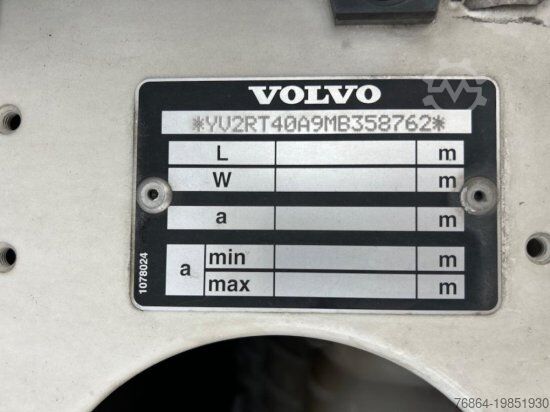 VOLVO
*YV2RT40A9MB358762*
L m
W m
a m
a min m
max m
1078024
76864-19851930